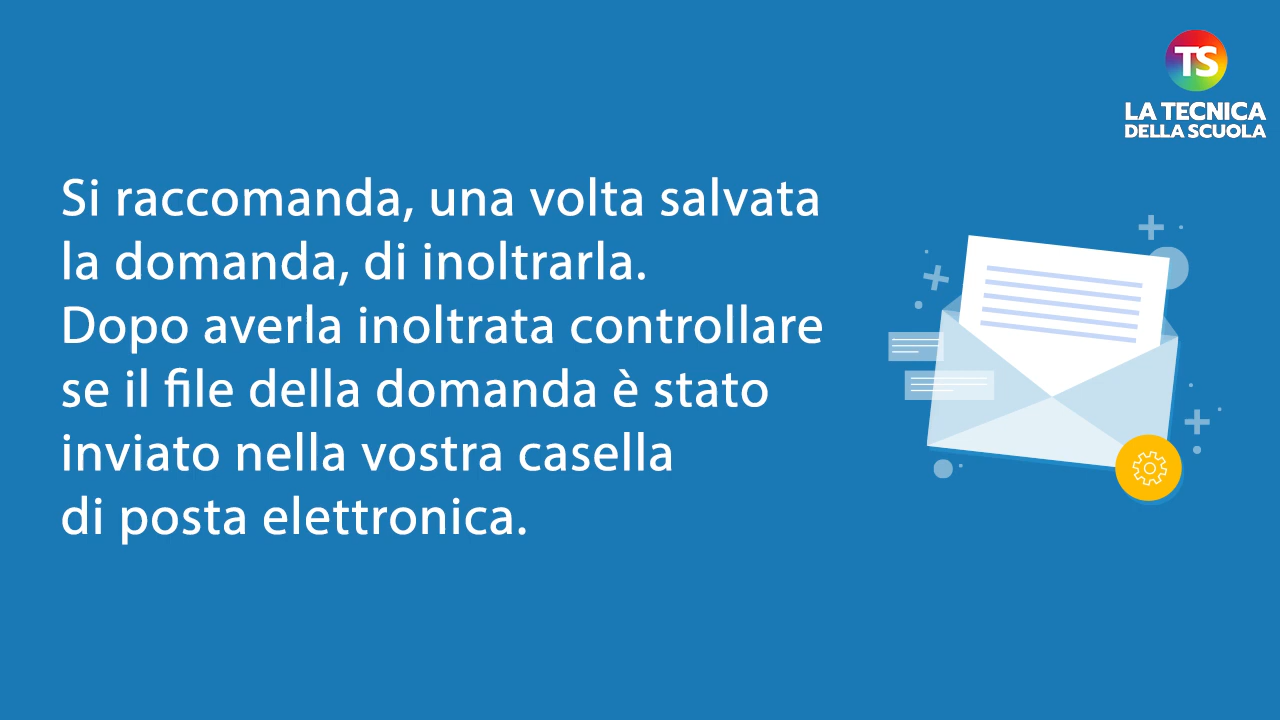 TS
LA TECNICA
DELLA SCUOLA
Si raccomanda, una volta salvata
la domanda, di inoltrarla.
Dopo averla inoltrata controllare
se il file della domanda è stato
inviato nella vostra casella
di posta elettronica.